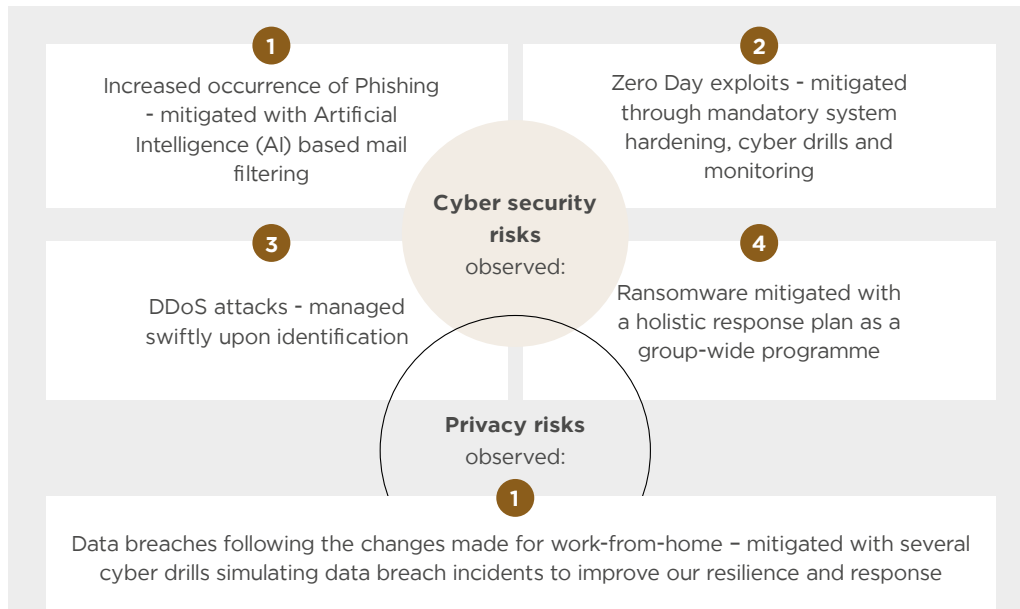 1
Increased occurrence of Phishing
- mitigated with Artificial
Intelligence (AI) based mail
filtering
2
Zero Day exploits - mitigated
through mandatory system
hardening, cyber drills and
monitoring
Cyber security
risks
observed:
3
DDoS attacks - managed
swiftly upon identification
4
Ransomware mitigated with
a holistic response plan as a
group-wide programme
Privacy risks
observed:
1
Data breaches following the changes made for work-from-home – mitigated with several
cyber drills simulating data breach incidents to improve our resilience and response